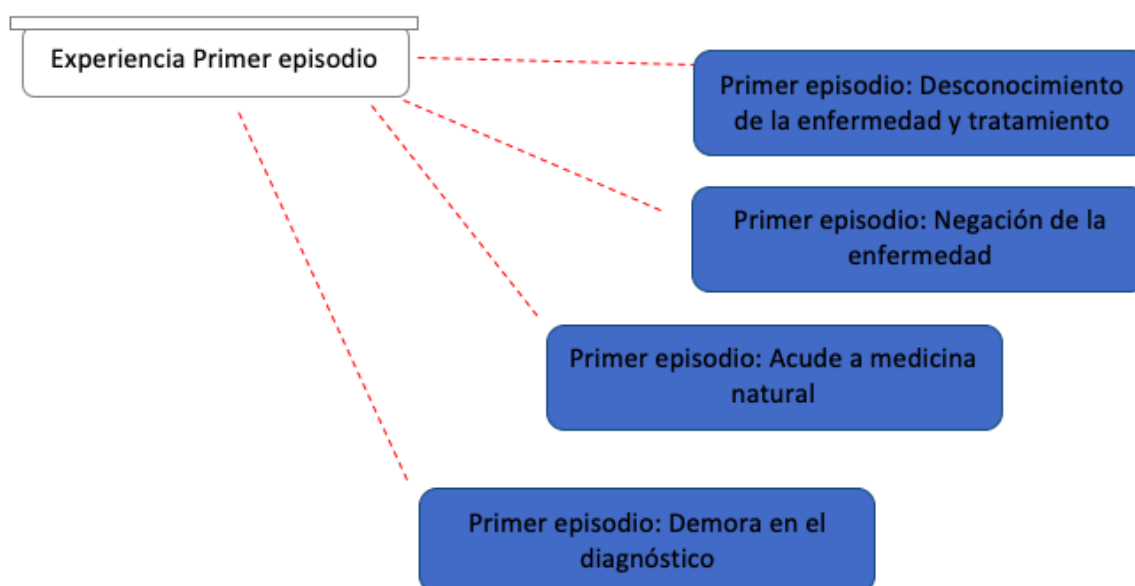 Experiencia Primer episodio
Primer episodio: Desconocimiento
de la enfermedad y tratamiento
Primer episodio: Negación de la
enfermedad
Primer episodio: Acude a medicina
natural
Primer episodio: Demora en el
diagnóstico